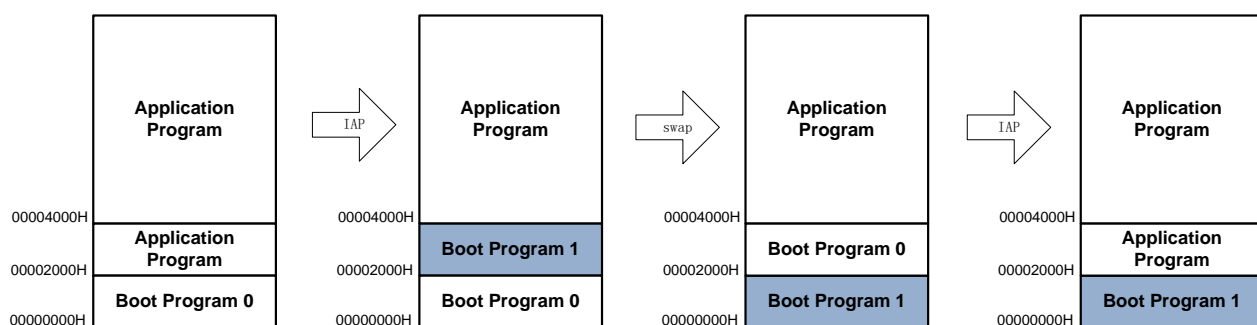 Application
Program
00004000H
Application
Program
00002000H
Boot Program 0
00000000H
IAP
Application
Program
00004000H
Boot Program 1
00002000H
Boot Program 0
00000000H
swap
Application
Program
00004000H
Boot Program 0
00002000H
Boot Program 1
00000000H
IAP
Application
Program
00004000H
Application
Program
00002000H
Boot Program 1
00000000H